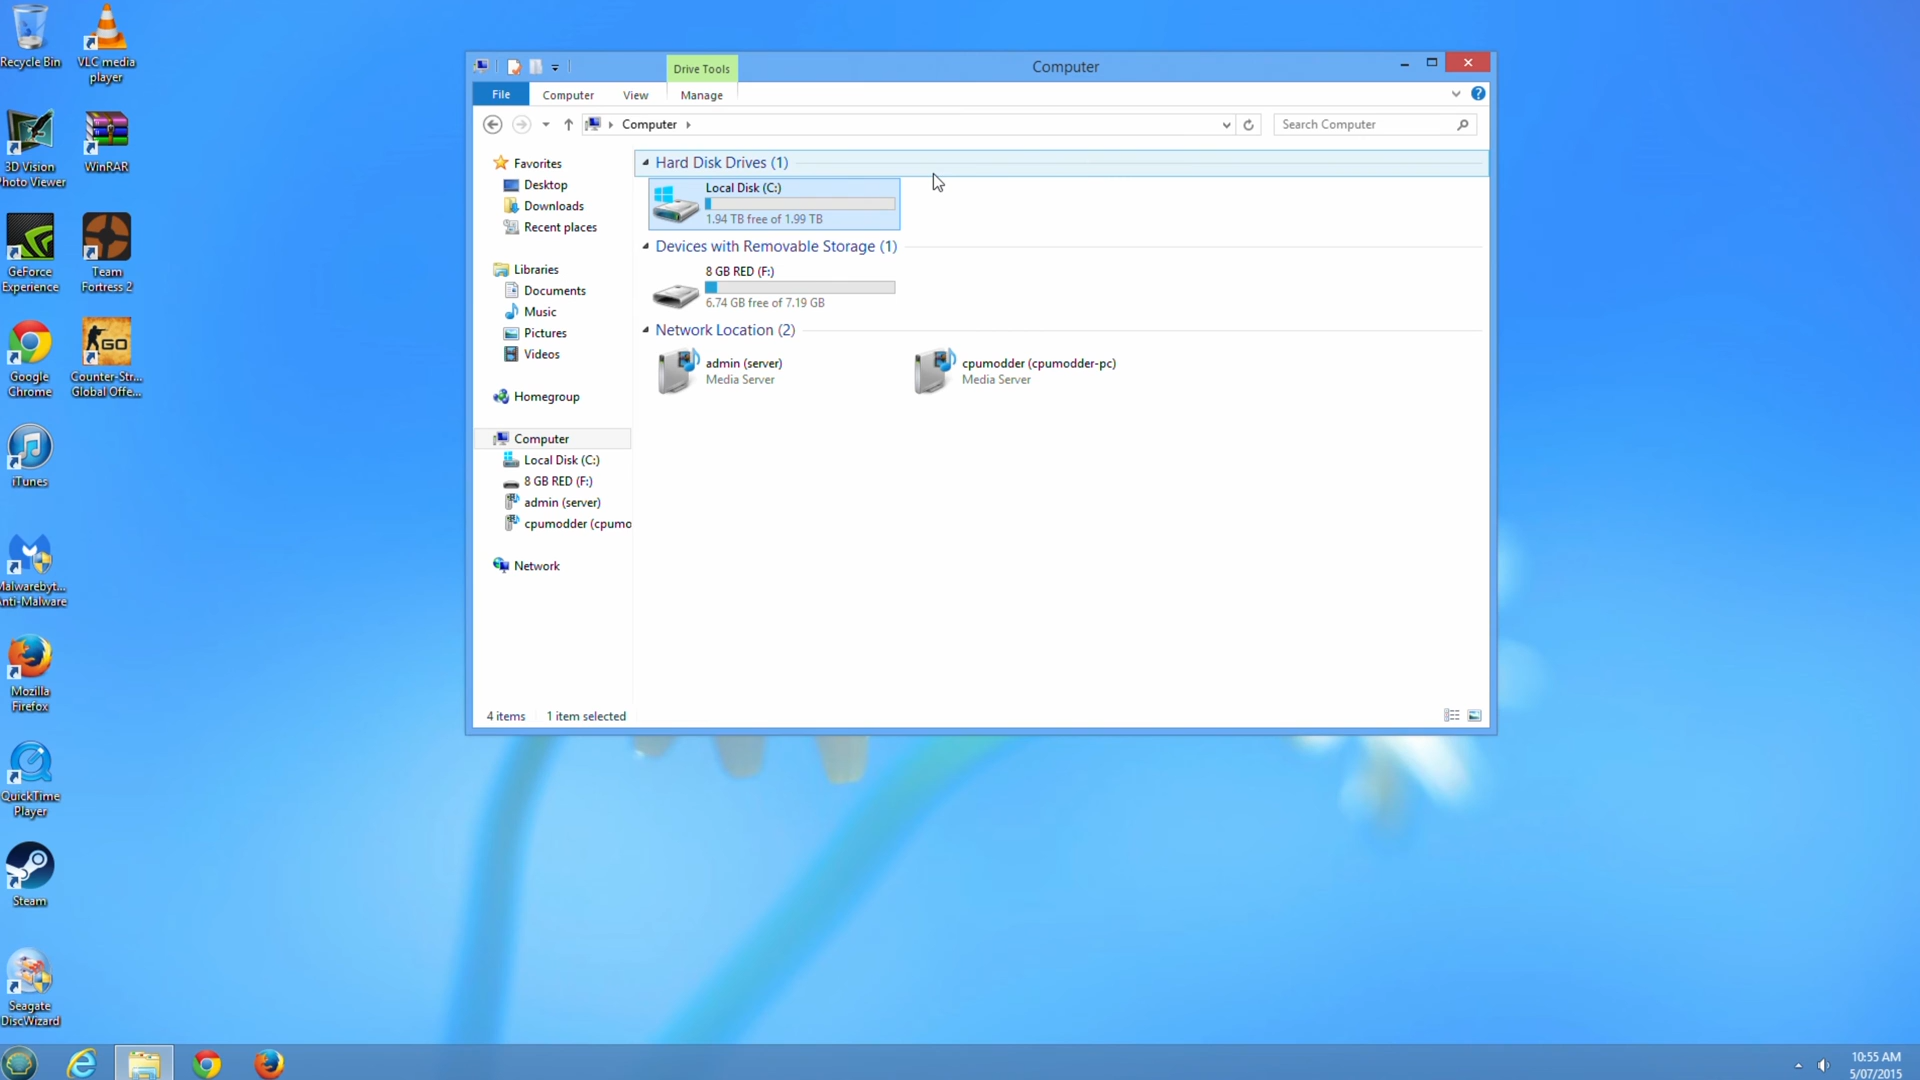 Recycle Bin
VLC media
player
3D Vision
Photo Viewer
WinRAR
GeForce
Experience
Team
Fortress 2
Google
Chrome
Counter-Str...
Global Offe...
iTunes
Malwarebyt...
Anti-Malware
Mozilla
Firefox
QuickTime
Player
Steam
Seagate
DiscWizard
Drive Tools
Computer
File
Computer
View
Manage
Computer
Search Computer
Favorites
Desktop
Downloads
Recent places
Libraries
Documents
Music
Pictures
Videos
Homegroup
Computer
Local Disk (C:)
8 GB RED (F:)
admin (server)
cpumodder (cpumo
Network
Hard Disk Drives (1)
Local Disk (C:)
1.94 TB free of 1.99 TB
Devices with Removable Storage (1)
8 GB RED (F:)
6.74 GB free of 7.19 GB
Network Location (2)
admin (server)
Media Server
cpumodder (cpumodder-pc)
Media Server
4 items
1 item selected
10:55 AM
5/07/2015